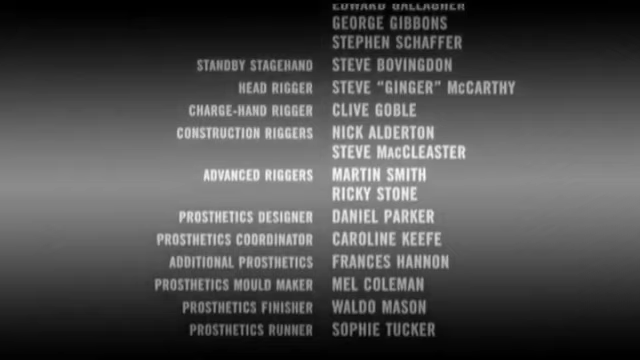 EDWARD GALLAGHER
GEORGE GIBBONS
STEPHEN SCHAFFER
STANDBY STAGEHAND STEVE BOVINGDON
HEAD RIGGER STEVE "GINGER" McCARTHY
CHARGE-HAND RIGGER CLIVE GOBLE
CONSTRUCTION RIGGERS NICK ALDERTON
STEVE MacCLEASTER
ADVANCED RIGGERS MARTIN SMITH
RICKY STONE
PROSTHETICS DESIGNER DANIEL PARKER
PROSTHETICS COORDINATOR CAROLINE KEEFE
ADDITIONAL PROSTHETICS FRANCES HANNON
PROSTHETICS MOULD MAKER MEL COLEMAN
PROSTHETICS FINISHER WALDO MASON
PROSTHETICS RUNNER SOPHIE TUCKER